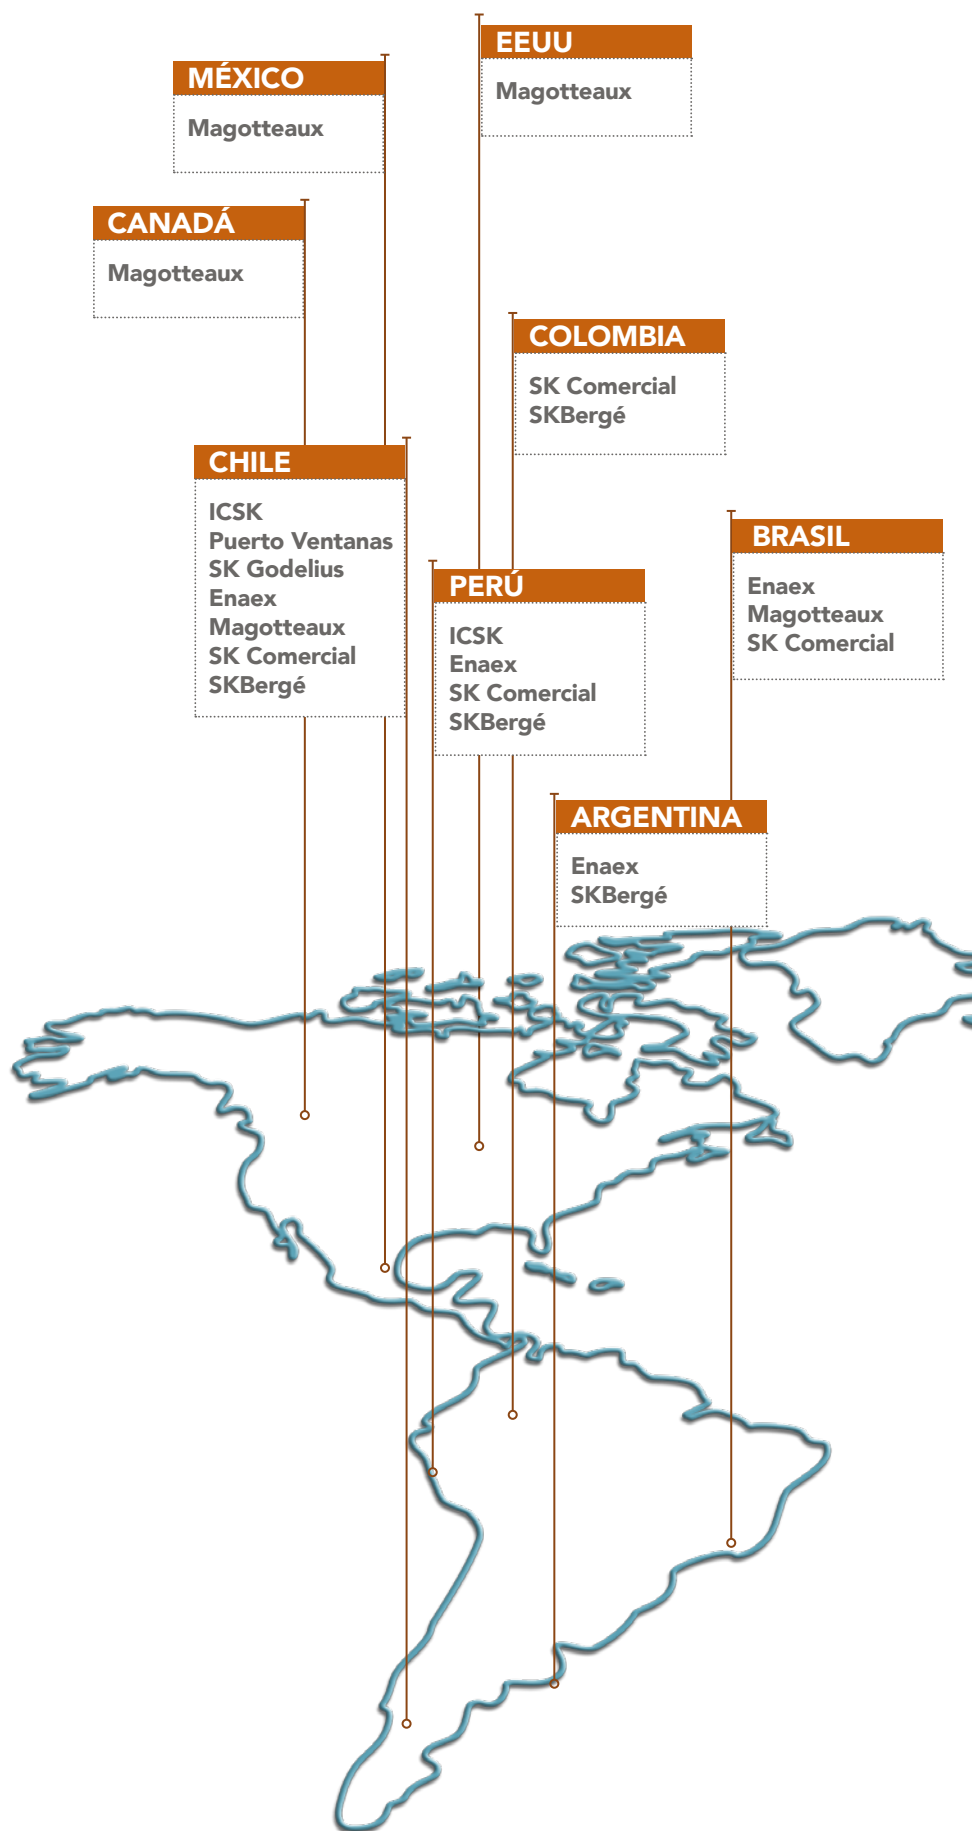 EEUU
Magotteaux
MÉXICO
Magotteaux
CANADÁ
Magotteaux
COLOMBIA
SK Comercial
SKBergé
CHILE
ICSK
Puerto Ventanas
SK Godelius
Enaex
Magotteaux
SK Comercial
SKBergé
BRASIL
Enaex
Magotteaux
SK Comercial
PERÚ
ICSK
Enaex
SK Comercial
SKBergé
ARGENTINA
Enaex
SKBergé